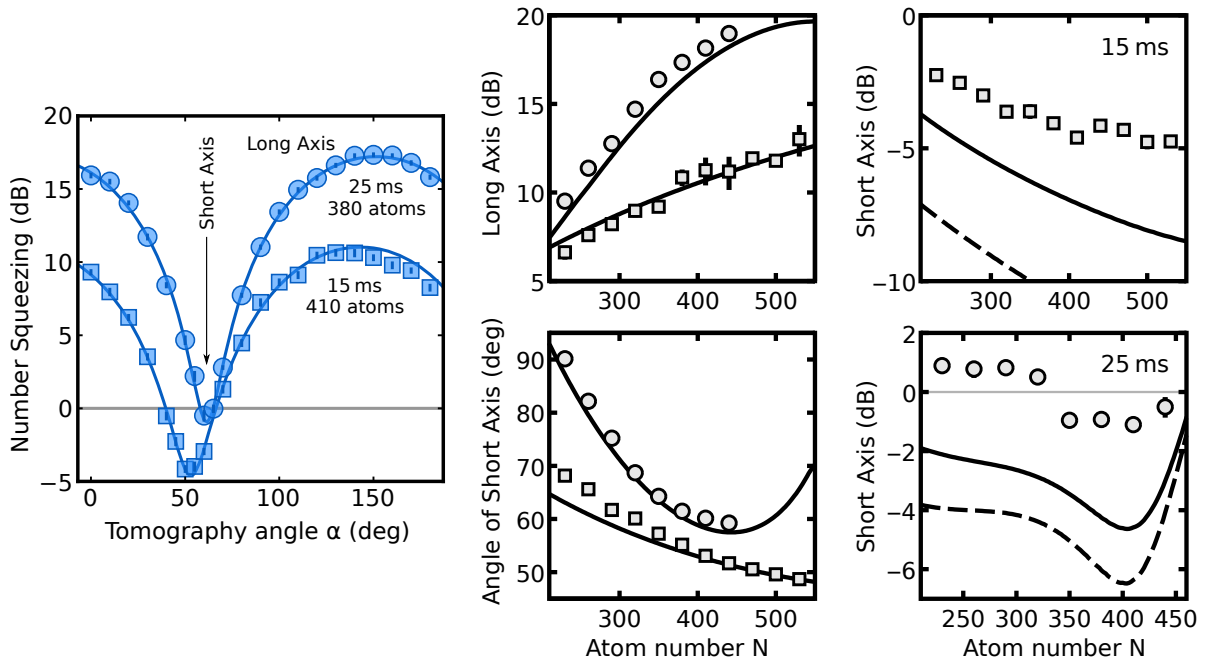 Number Squeezing (dB)
20
15
10
5
0
−5
0
50
100
150
Tomography angle α (deg)
Long Axis
Short Axis
25 ms
380 atoms
15 ms
410 atoms
Long Axis (dB)
20
15
10
5
300
400
500
Short Axis (dB)
0
−5
−10
300
400
500
15 ms
Angle of Short Axis (deg)
90
80
70
60
50
300
400
500
Atom number N
Short Axis (dB)
2
0
−2
−4
−6
250
300
350
400
450
25 ms
Atom number N